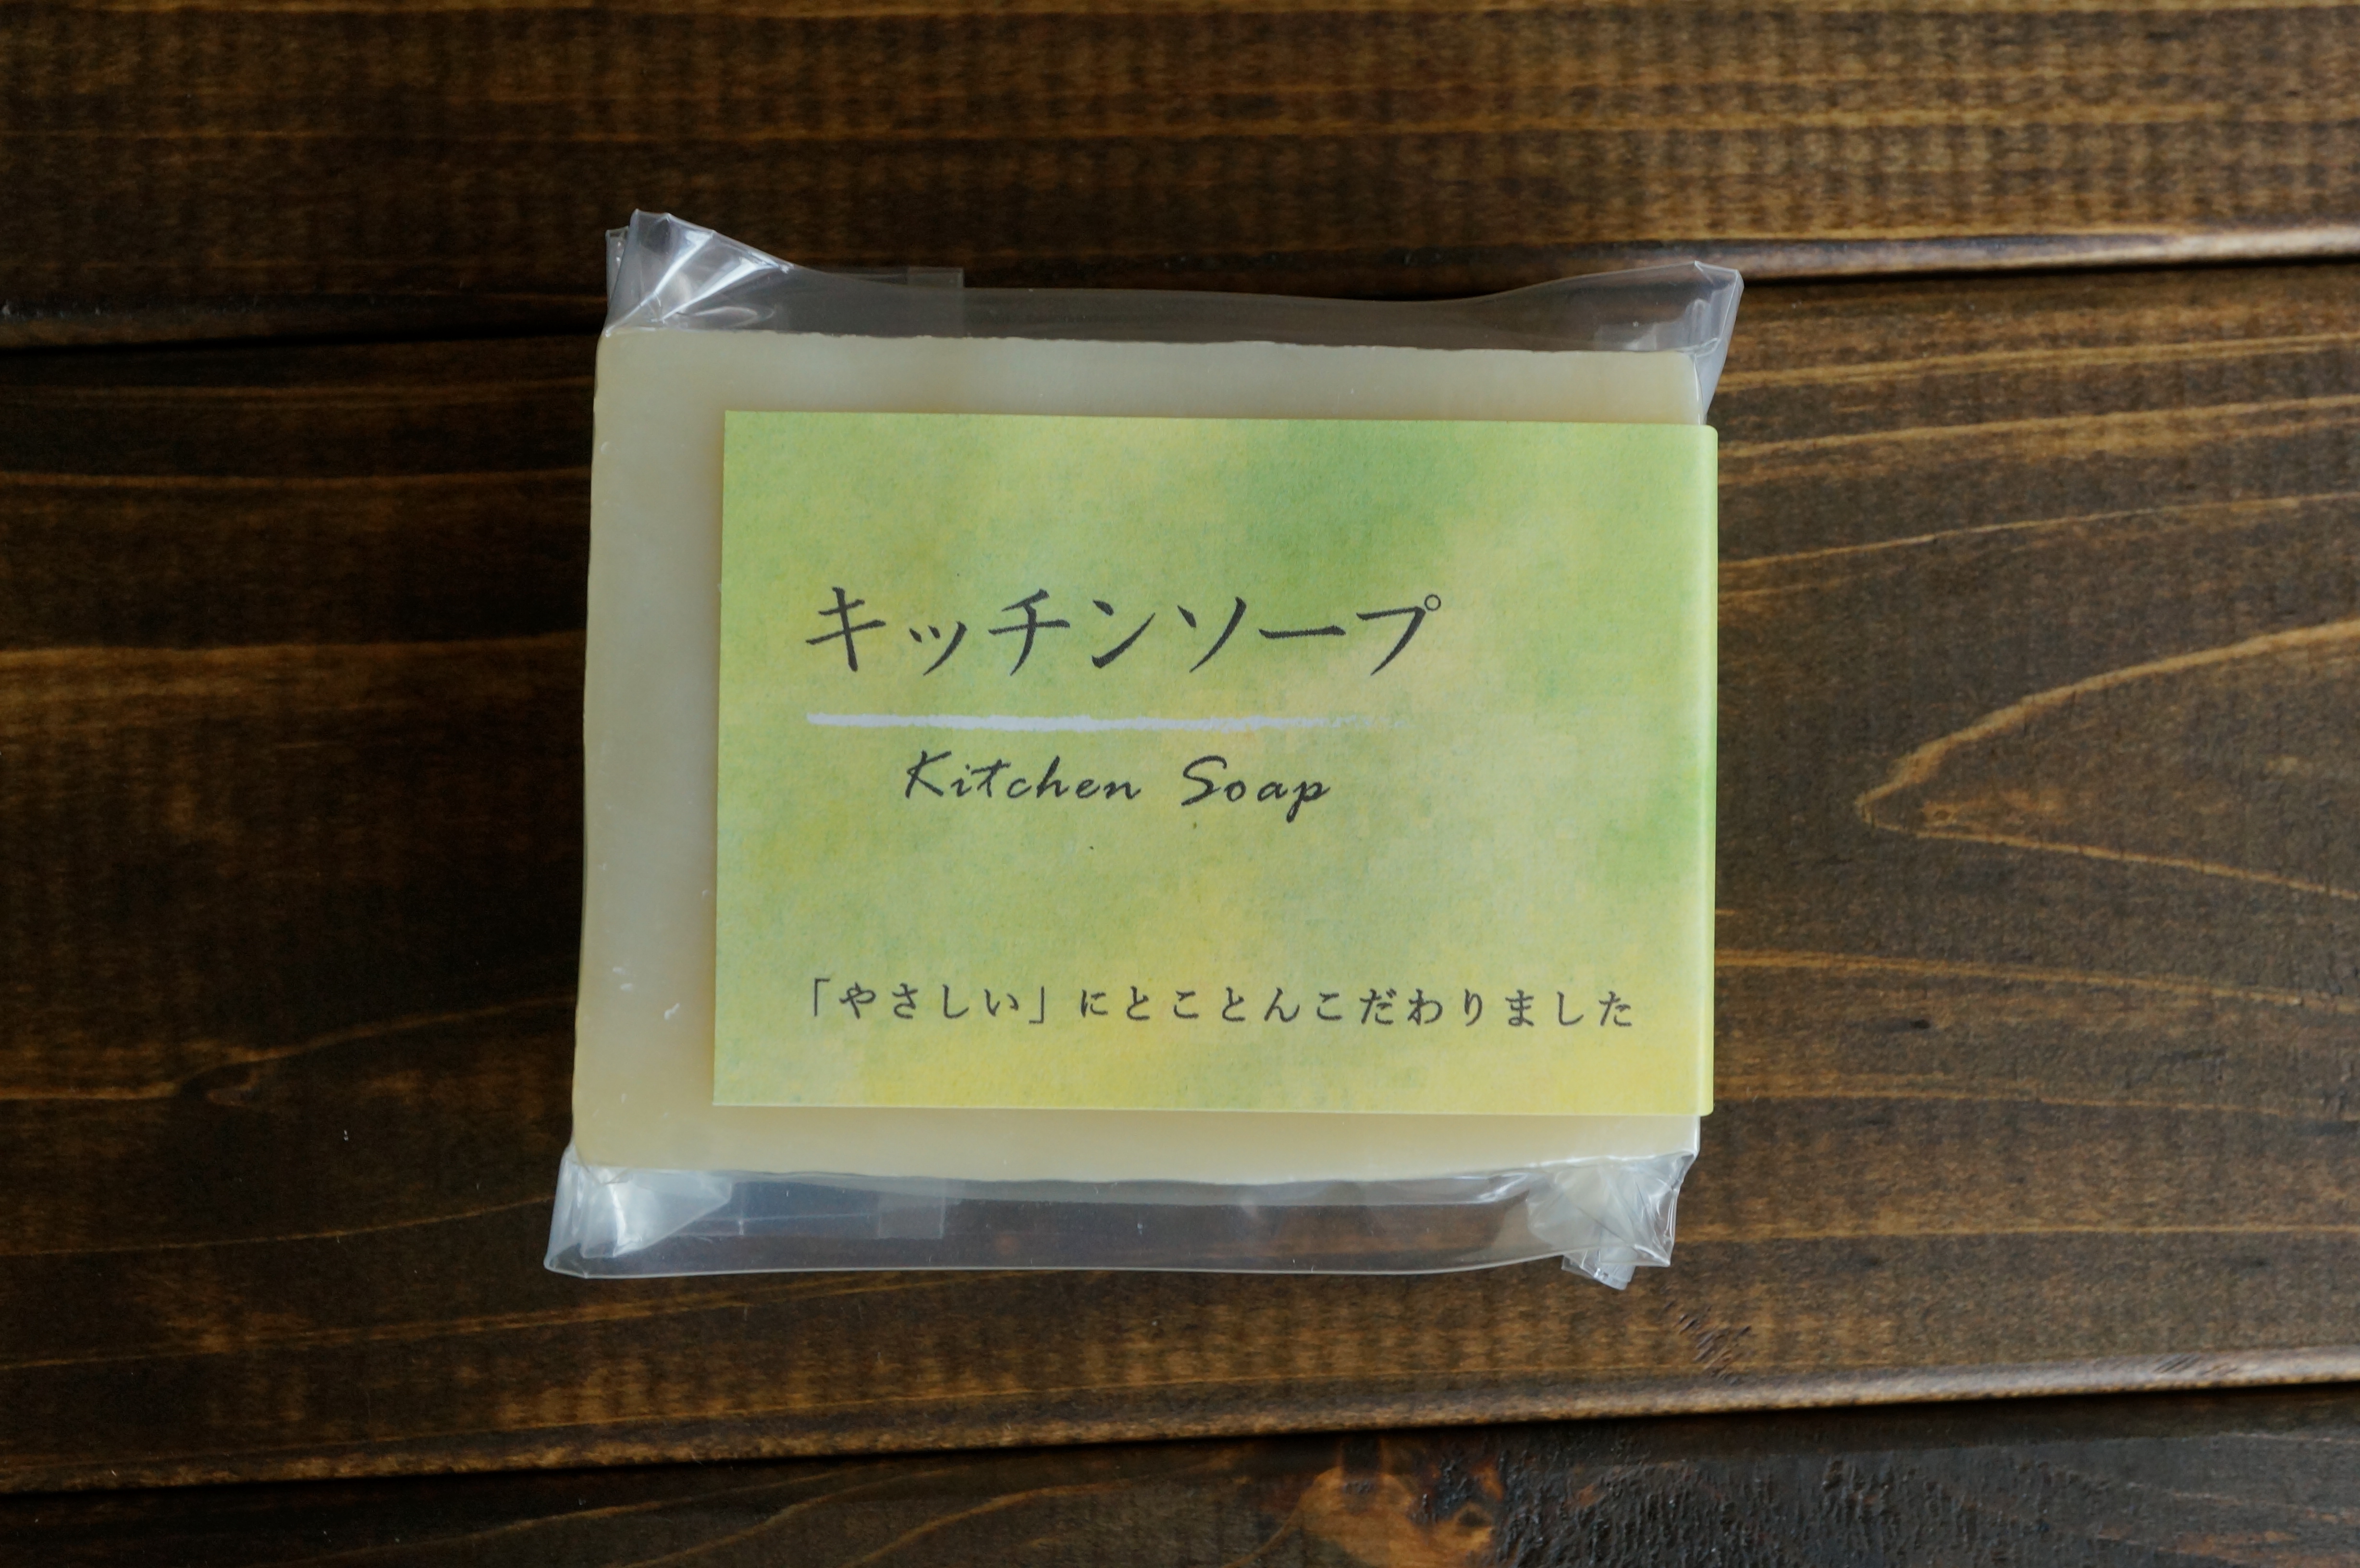 キッチンソープ
Kitchen Soap
「やさしい」にとことんこだわりました